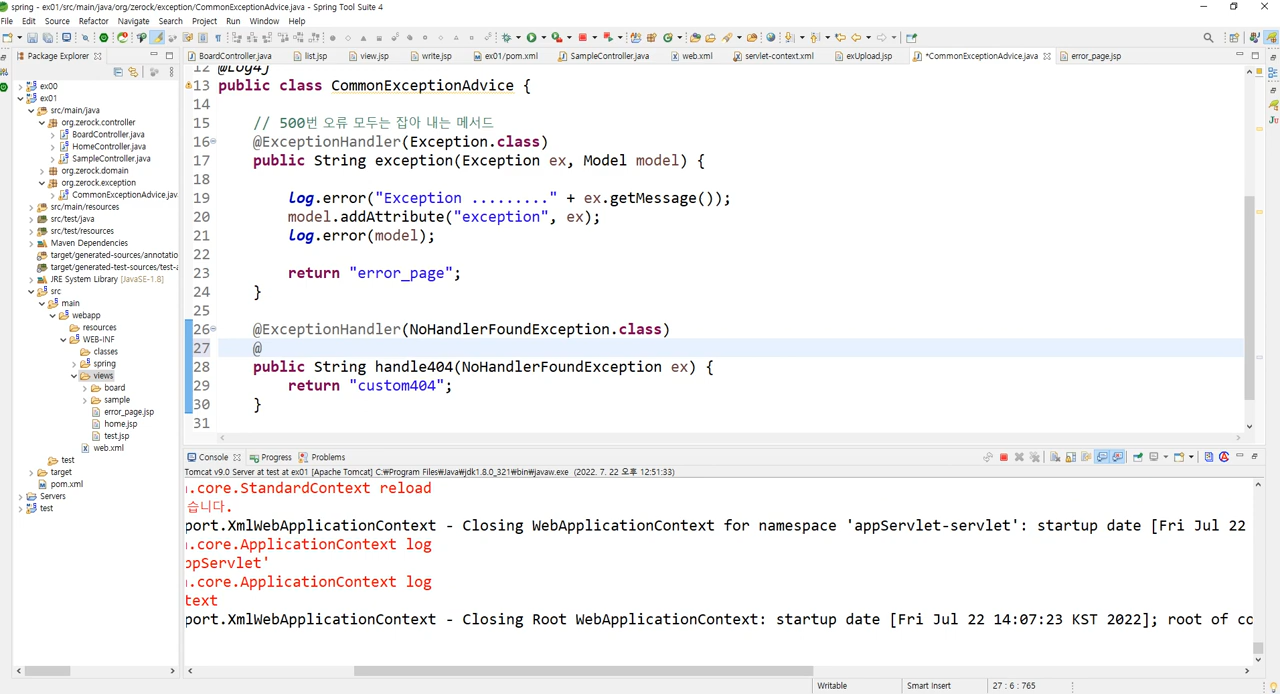 spring - ex01/src/main/java/org/zerock/exception/CommonExceptionAdvice.java - Spring Tool Suite 4
File Edit Source Refactor Navigate Search Project Run Window Help
Package Explorer
BoardController.java list.jsp view.jsp write.jsp ex01/pom.xml SampleController.java web.xml servlet-context.xml exUpload.jsp *CommonExceptionAdvice.java error_page.jsp
ex00
ex01
src/main/java
org.zerock.controller
BoardController.java
HomeController.java
SampleController.java
org.zerock.domain
org.zerock.exception
CommonExceptionAdvice.java
src/main/resources
src/test/java
src/test/resources
Maven Dependencies
target/generated-sources/annotatio
target/generated-test-sources/test-a
JRE System Library [JavaSE-1.8]
src
main
webapp
resources
WEB-INF
classes
spring
views
board
sample
error_page.jsp
home.jsp
test.jsp
web.xml
test
target
pom.xml
Servers
test
12 @Log4j
13 public class CommonExceptionAdvice {
14
15 // 500번 오류 모두는 잡아 내는 메서드
16 @ExceptionHandler(Exception.class)
17 public String exception(Exception ex, Model model) {
18
19 log.error("Exception ........." + ex.getMessage());
20 model.addAttribute("exception", ex);
21 log.error(model);
22
23 return "error_page";
24 }
25
26 @ExceptionHandler(NoHandlerFoundException.class)
27 @
28 public String handle404(NoHandlerFoundException ex) {
29 return "custom404";
30 }
31
Console Progress Problems
Tomcat v9.0 Server at test at ex01 [Apache Tomcat] C:₩Program Files₩Java₩jdk1.8.0_321₩bin₩javaw.exe (2022. 7. 22 오후 12:51:33)
.core.StandardContext reload
습니다.
port.XmlWebApplicationContext - Closing WebApplicationContext for namespace 'appServlet-servlet': startup date [Fri Jul 22
.core.ApplicationContext log
ppServlet'
.core.ApplicationContext log
text
port.XmlWebApplicationContext - Closing Root WebApplicationContext: startup date [Fri Jul 22 14:07:23 KST 2022]; root of co
Writable Smart Insert 27 : 6 : 765